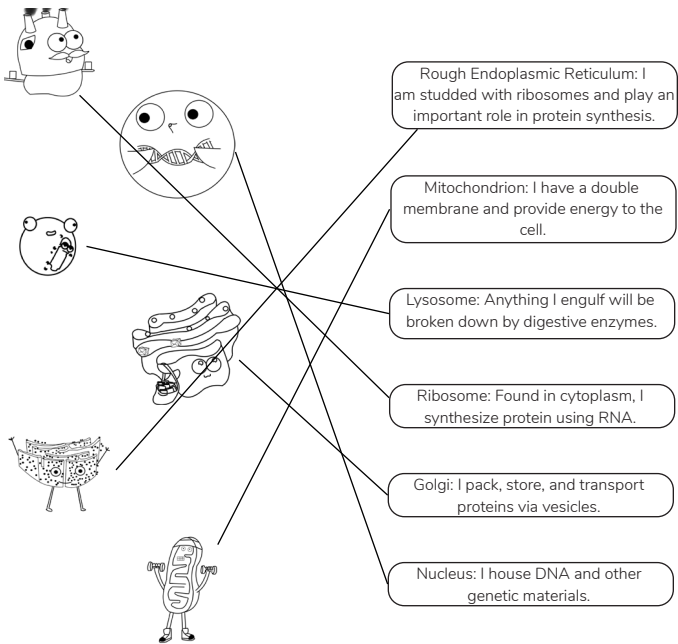 Rough Endoplasmic Reticulum: I
am studded with ribosomes and play an
important role in protein synthesis.
Mitochondrion: I have a double
membrane and provide energy to the
cell.
Lysosome: Anything I engulf will be
broken down by digestive enzymes.
Ribosome: Found in cytoplasm, I
synthesize protein using RNA.
Golgi: I pack, store, and transport
proteins via vesicles.
Nucleus: I house DNA and other
genetic materials.